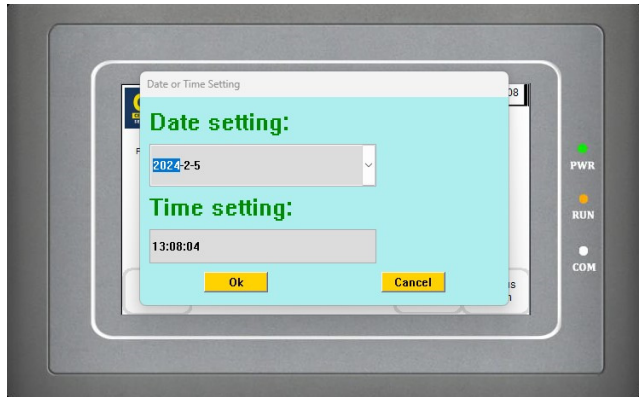 Date or Time Setting
08
Date setting:
2024-2-5
PWR
Time setting:
RUN
13:08:04
COM
Ok
Cancel